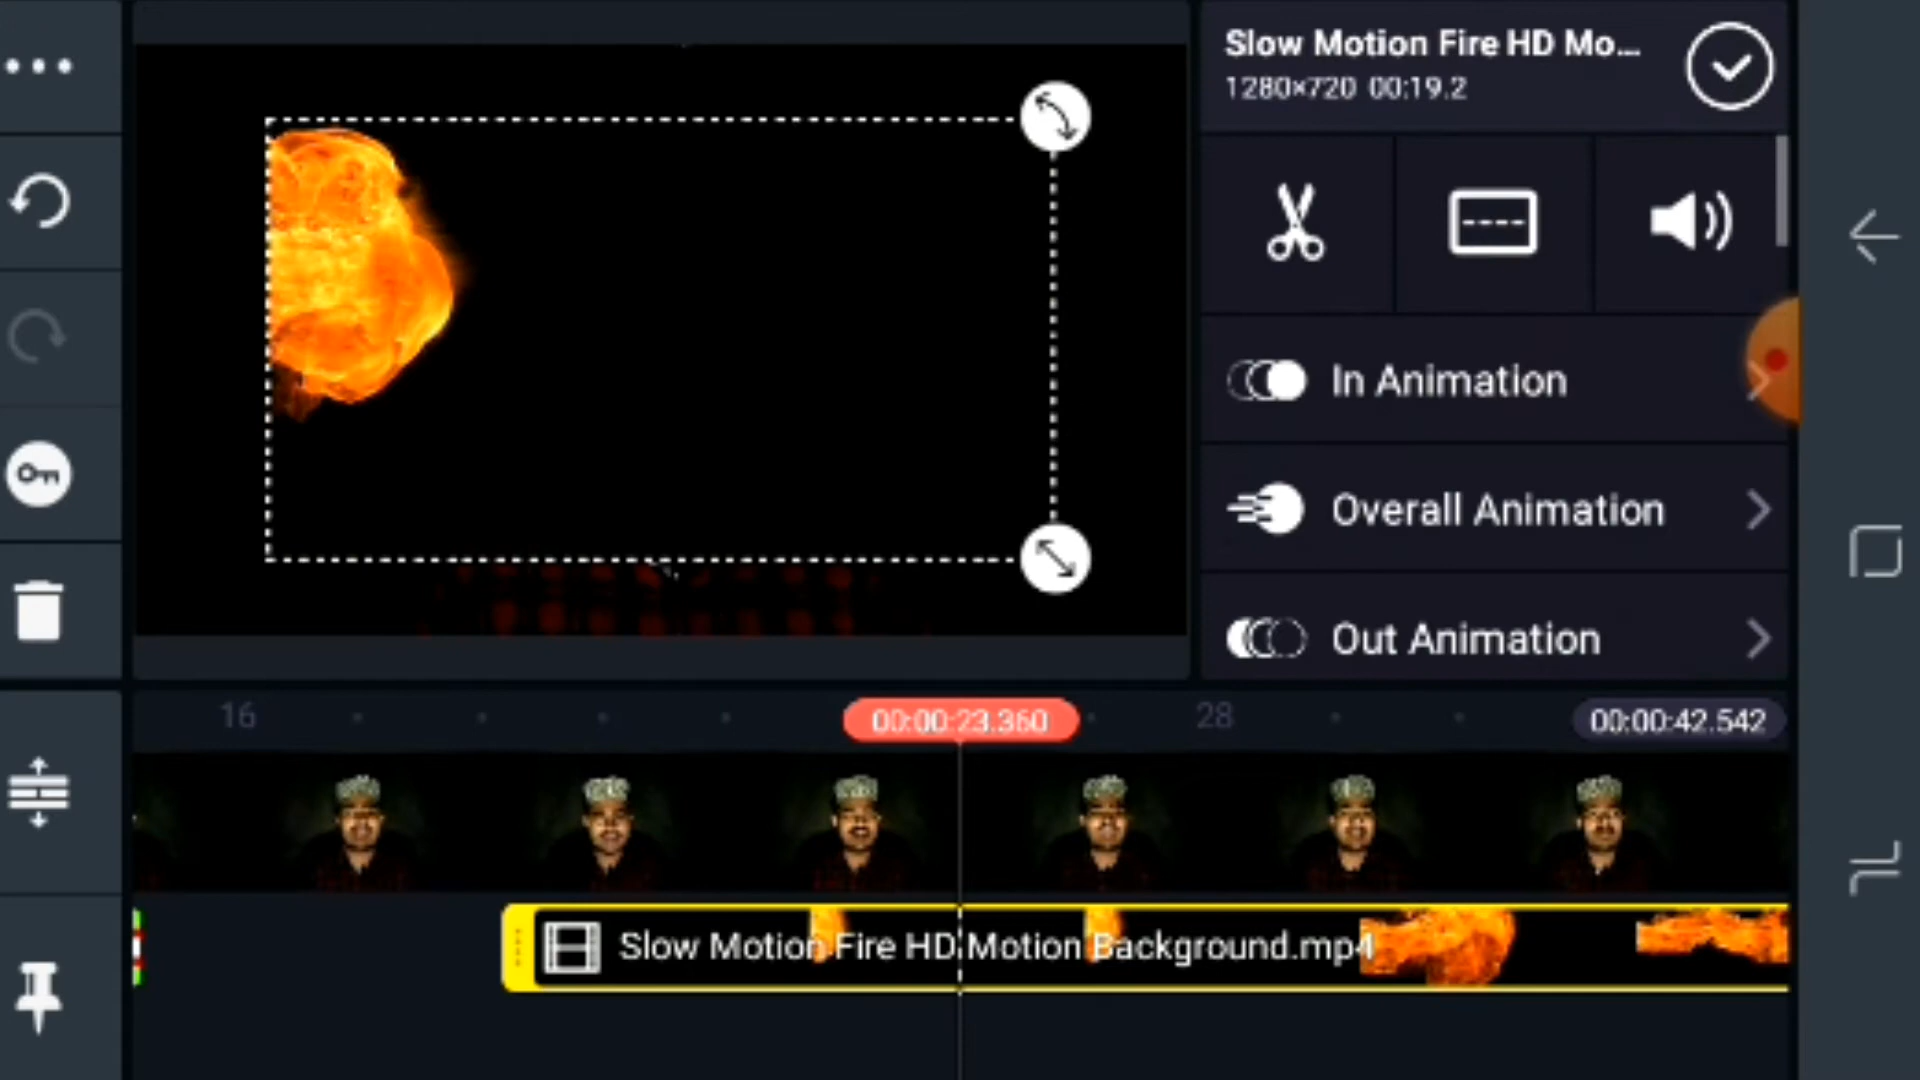 Slow Motion Fire HD Mo...
1280×720 00:19.2
In Animation
Overall Animation
Out Animation
16
00:00:23.360
28
00:00:42.542
Slow Motion Fire HD Motion Background.mp4